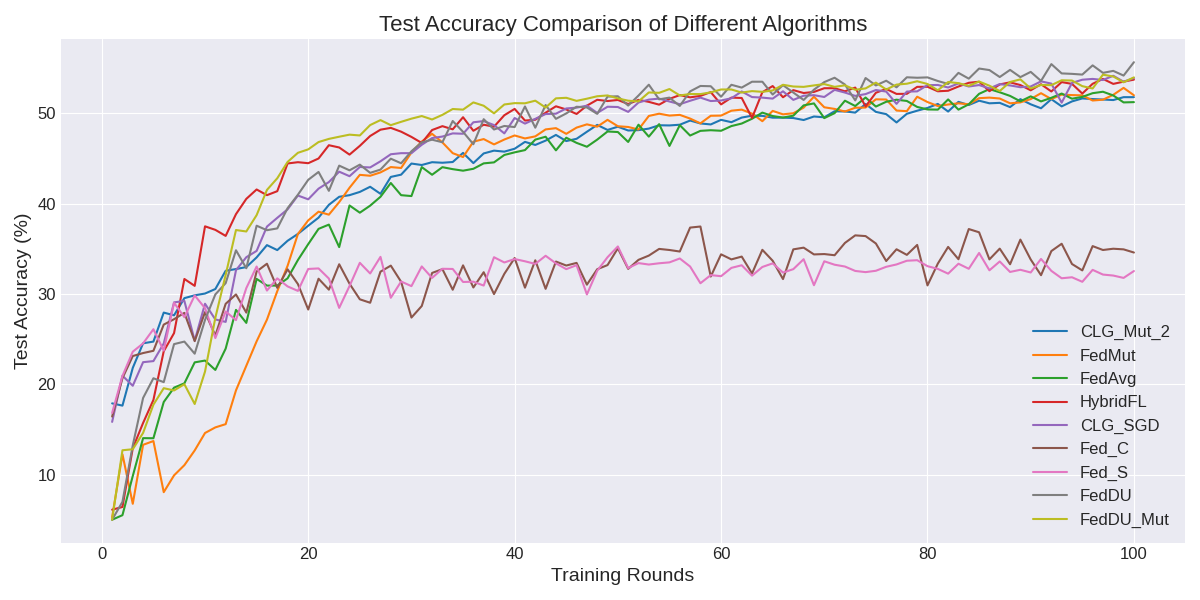 Test Accuracy Comparison of Different Algorithms
Test Accuracy (%)
50
40
30
20
10
0
20
40
60
80
100
Training Rounds
CLG_Mut_2
FedMut
FedAvg
HybridFL
CLG_SGD
Fed_C
Fed_S
FedDU
FedDU_Mut